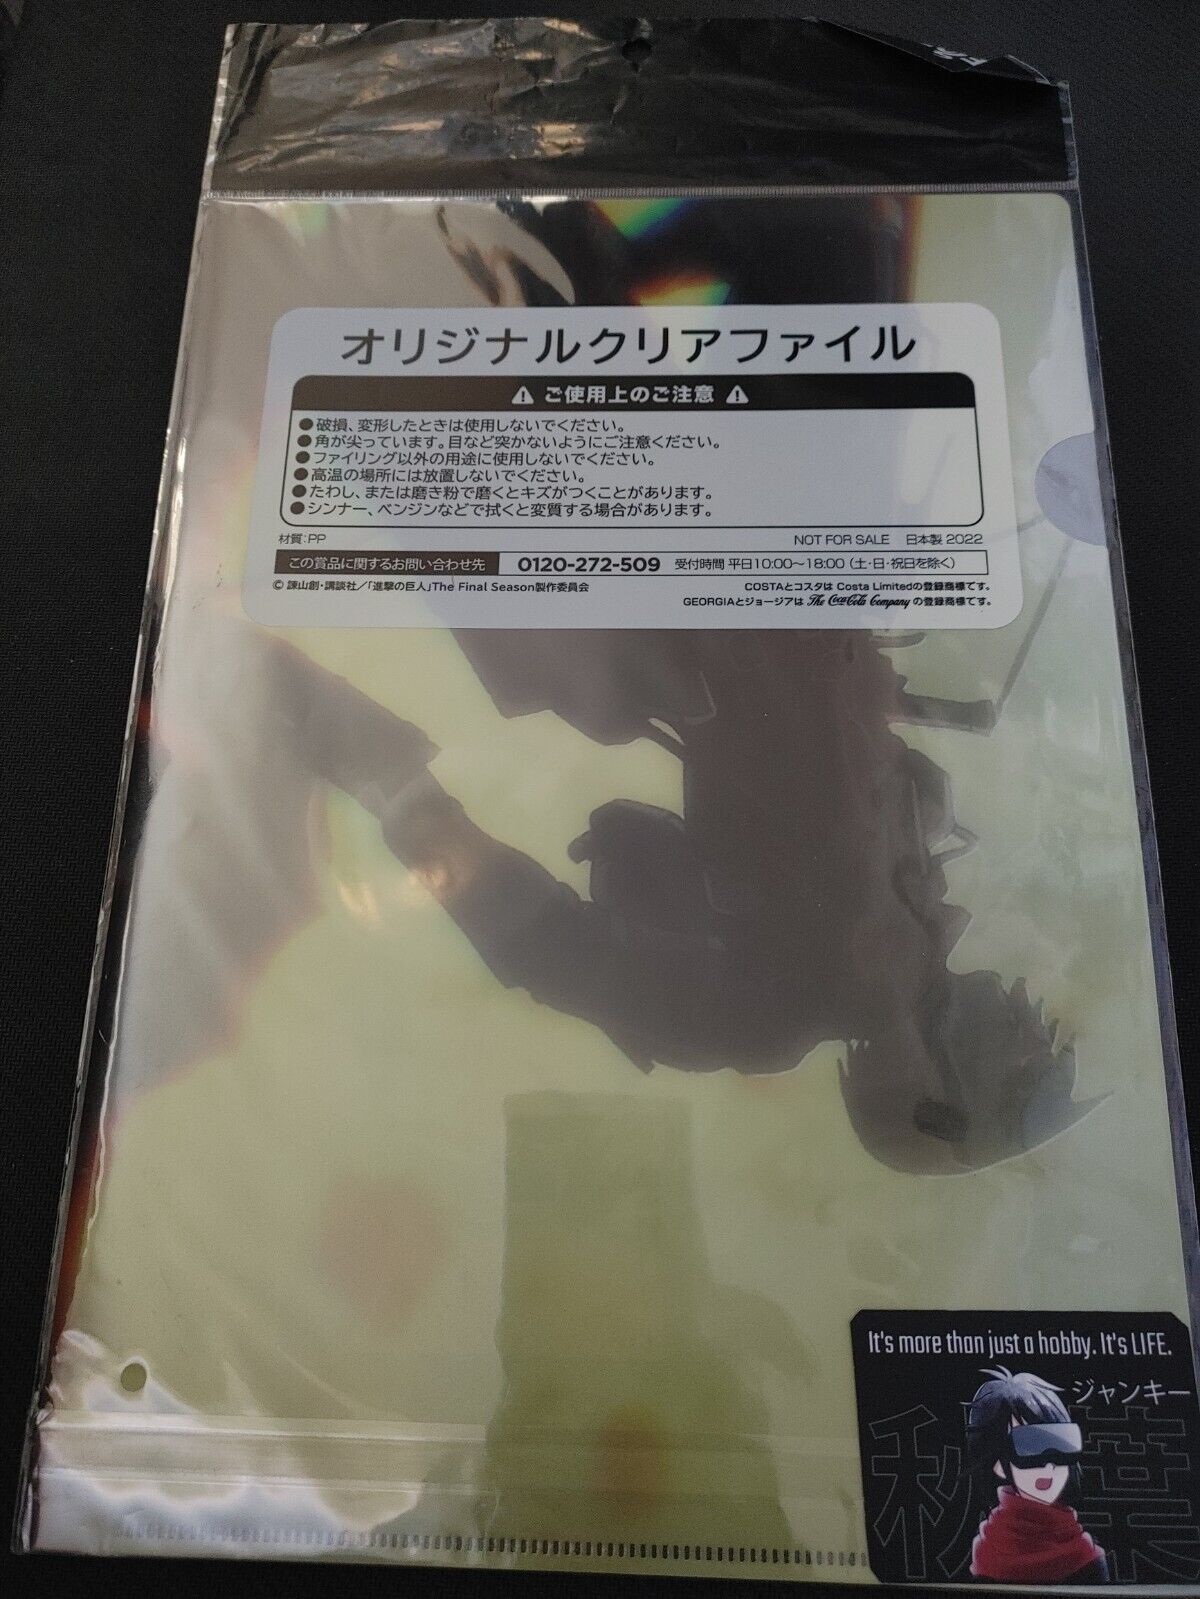 オリジナルクリアファイル
⚠ ご使用上のご注意 ⚠
●破損、変形したときは使用しないでください。
●角が尖っています。目など突かないようにご注意ください。
●ファイリング以外の用途に使用しないでください。
●高温の場所には放置しないでください。
●たわし、または磨き粉で磨くとキズがつくことがあります。
●シンナー、ベンジンなどで拭くと変質する場合があります。
材質:PP NOT FOR SALE 日本製 2022
この賞品に関するお問い合わせ先 0120-272-509 受付時間 平日10:00〜18:00（土・日・祝日を除く）
© 諫山創・講談社／「進撃の巨人」The Final Season製作委員会
COSTAとコスタは Costa Limitedの登録商標です。
GEORGIAとジョージアは The Coca-Cola Company の登録商標です。
It's more than just a hobby. It's LIFE.
ジャンキー
秋葉